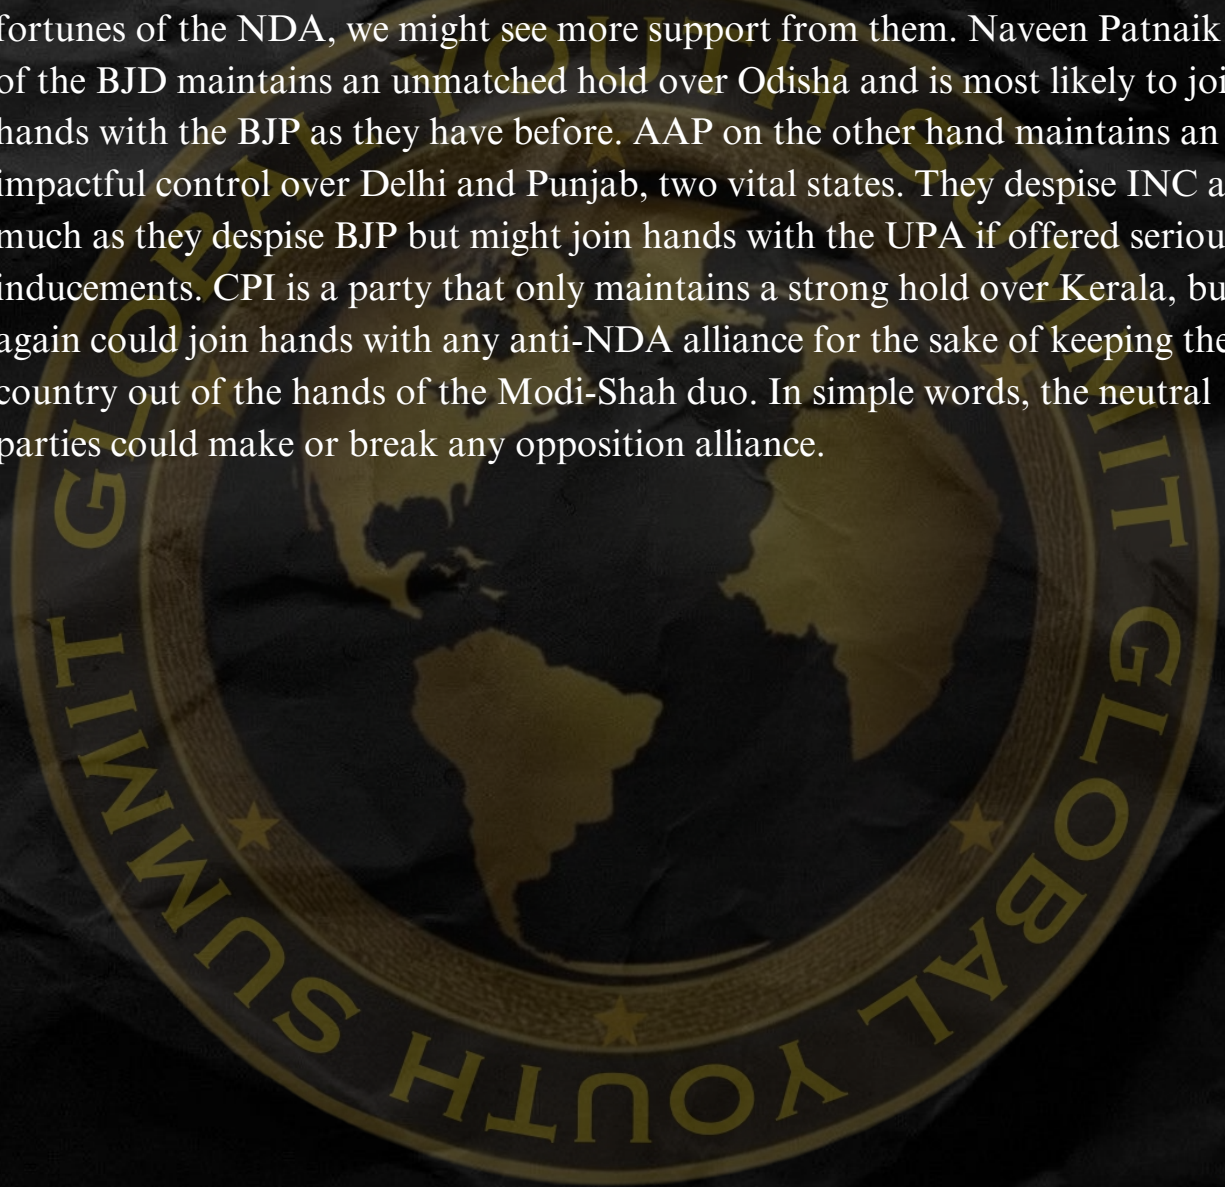 fortunes of the NDA, we might see more support from them. Naveen Patnaik
of the BJD maintains an unmatched hold over Odisha and is most likely to joi
hands with the BJP as they have before. AAP on the other hand maintains an
impactful control over Delhi and Punjab, two vital states. They despise INC a
much as they despise BJP but might join hands with the UPA if offered seriou
inducements. CPI is a party that only maintains a strong hold over Kerala, bu
again could join hands with any anti-NDA alliance for the sake of keeping the
country out of the hands of the Modi-Shah duo. In simple words, the neutral
parties could make or break any opposition alliance.
GLOBAL YOUTH SUMMIT GLOBAL YOUTH SUMMIT